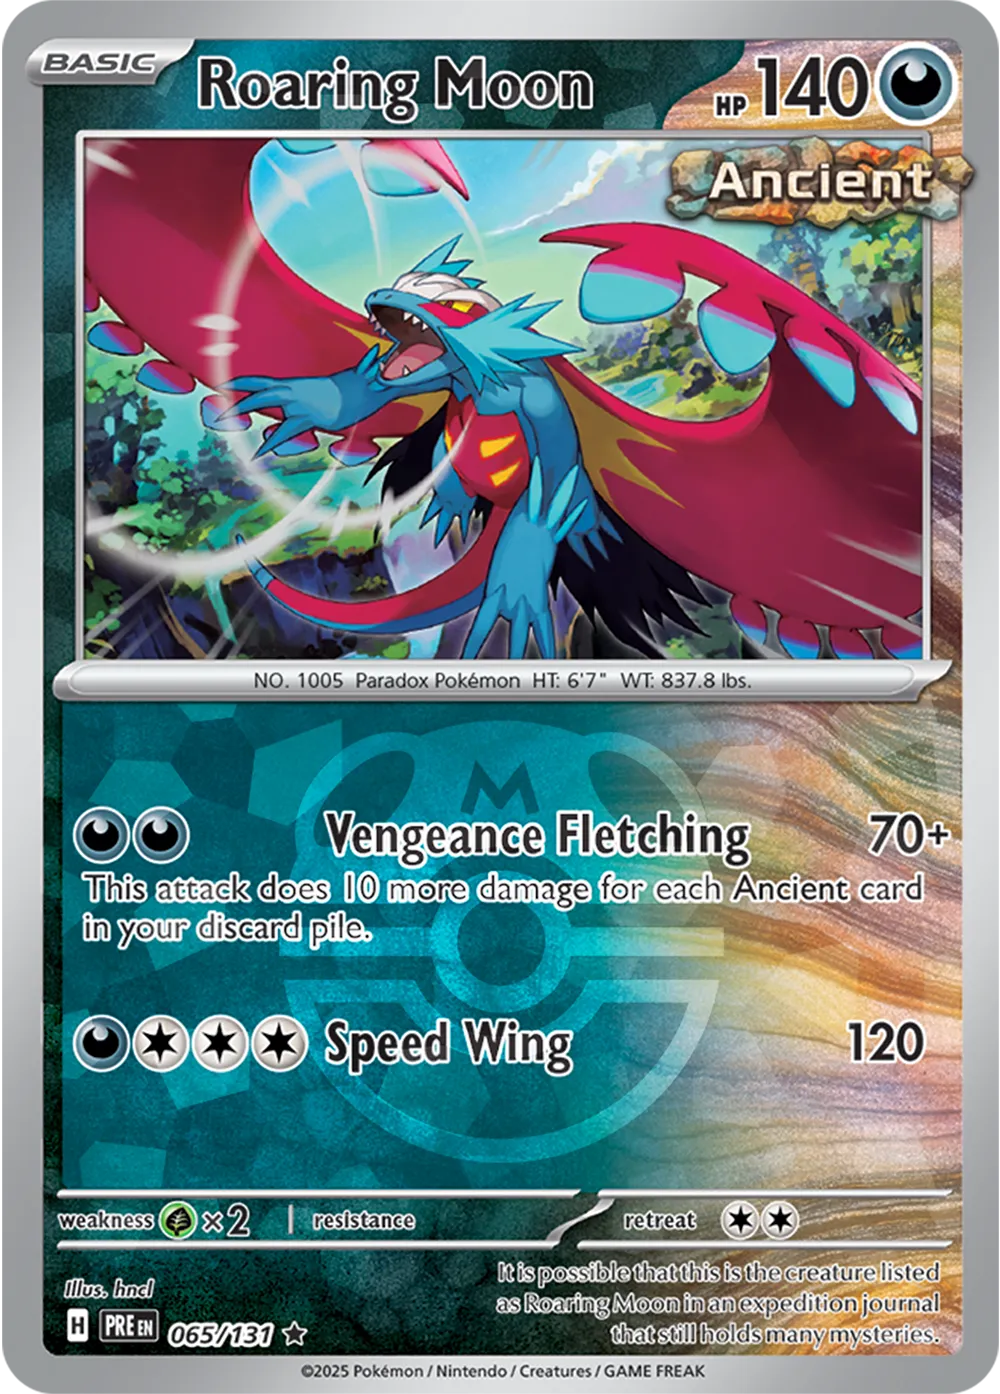 BASIC
Roaring Moon
HP 140
Ancient
NO. 1005 Paradox Pokémon HT: 6'7" WT: 837.8 lbs.
M
Vengeance Fletching 70+
This attack does 10 more damage for each Ancient card
in your discard pile.
Speed Wing 120
weakness ×2 resistance retreat
Illus. hncl
It is possible that this is the creature listed
as Roaring Moon in an expedition journal
that still holds many mysteries.
H PRE EN 065/131
©2025 Pokémon / Nintendo / Creatures / GAME FREAK